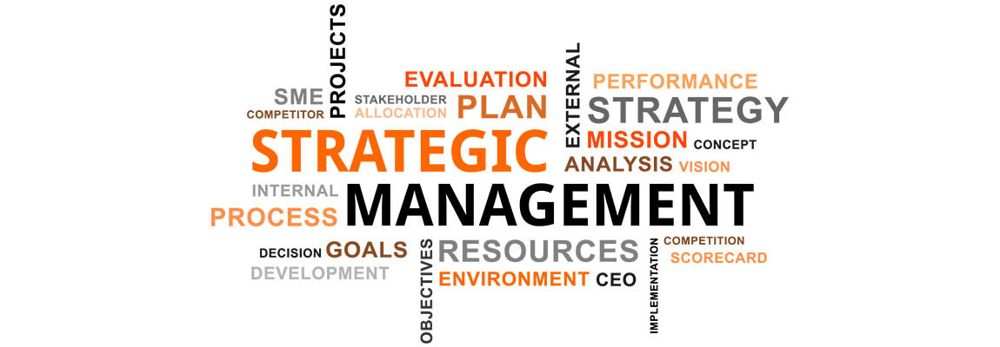 PROJECTS
EVALUATION
EXTERNAL
PERFORMANCE
SME
STAKEHOLDER
PLAN
STRATEGY
COMPETITOR
ALLOCATION
STRATEGIC
MISSION
CONCEPT
ANALYSIS
VISION
INTERNAL
MANAGEMENT
PROCESS
DECISION
GOALS
OBJECTIVES
RESOURCES
IMPLEMENTATION
COMPETITION
SCORECARD
DEVELOPMENT
ENVIRONMENT
CEO